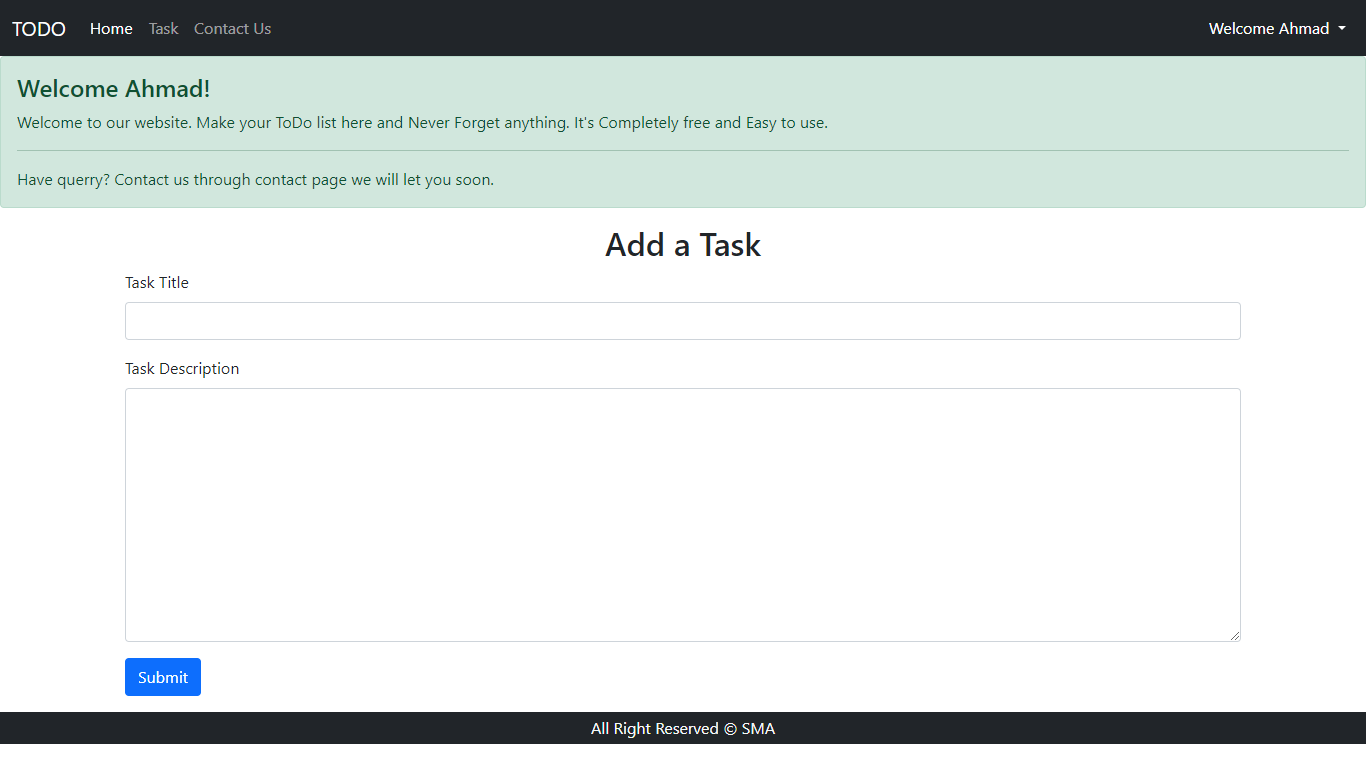 TODO Home Task Contact Us Welcome Ahmad
Welcome Ahmad!
Welcome to our website. Make your ToDo list here and Never Forget anything. It's Completely free and Easy to use.
Have querry? Contact us through contact page we will let you soon.
Add a Task
Task Title
Task Description
Submit
All Right Reserved © SMA